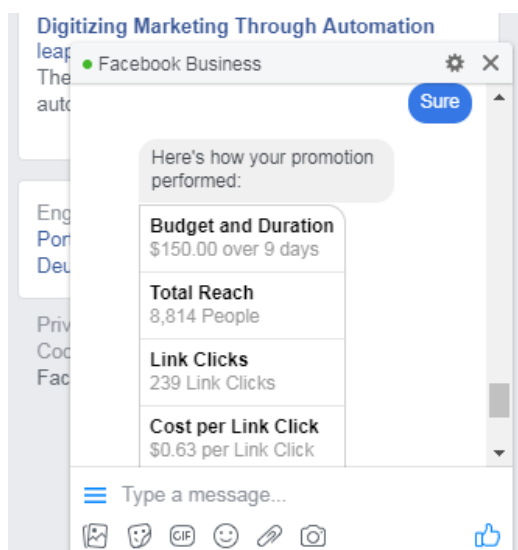 Digitizing Marketing Through Automation
leap
The
auto
Facebook Business
Sure
Here's how your promotion
performed:
Budget and Duration
$150.00 over 9 days
Total Reach
8,814 People
Link Clicks
239 Link Clicks
Cost per Link Click
$0.63 per Link Click
Eng
Port
Deu
Priv
Coo
Fac
Type a message...
GIF